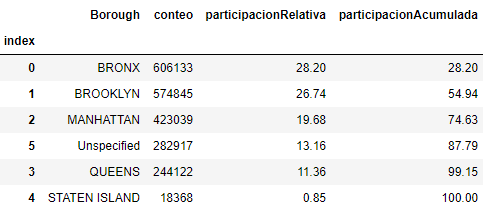 Borough conteo participacionRelativa participacionAcumulada
index
0 BRONX 606133 28.20 28.20
1 BROOKLYN 574845 26.74 54.94
2 MANHATTAN 423039 19.68 74.63
5 Unspecified 282917 13.16 87.79
3 QUEENS 244122 11.36 99.15
4 STATEN ISLAND 18368 0.85 100.00